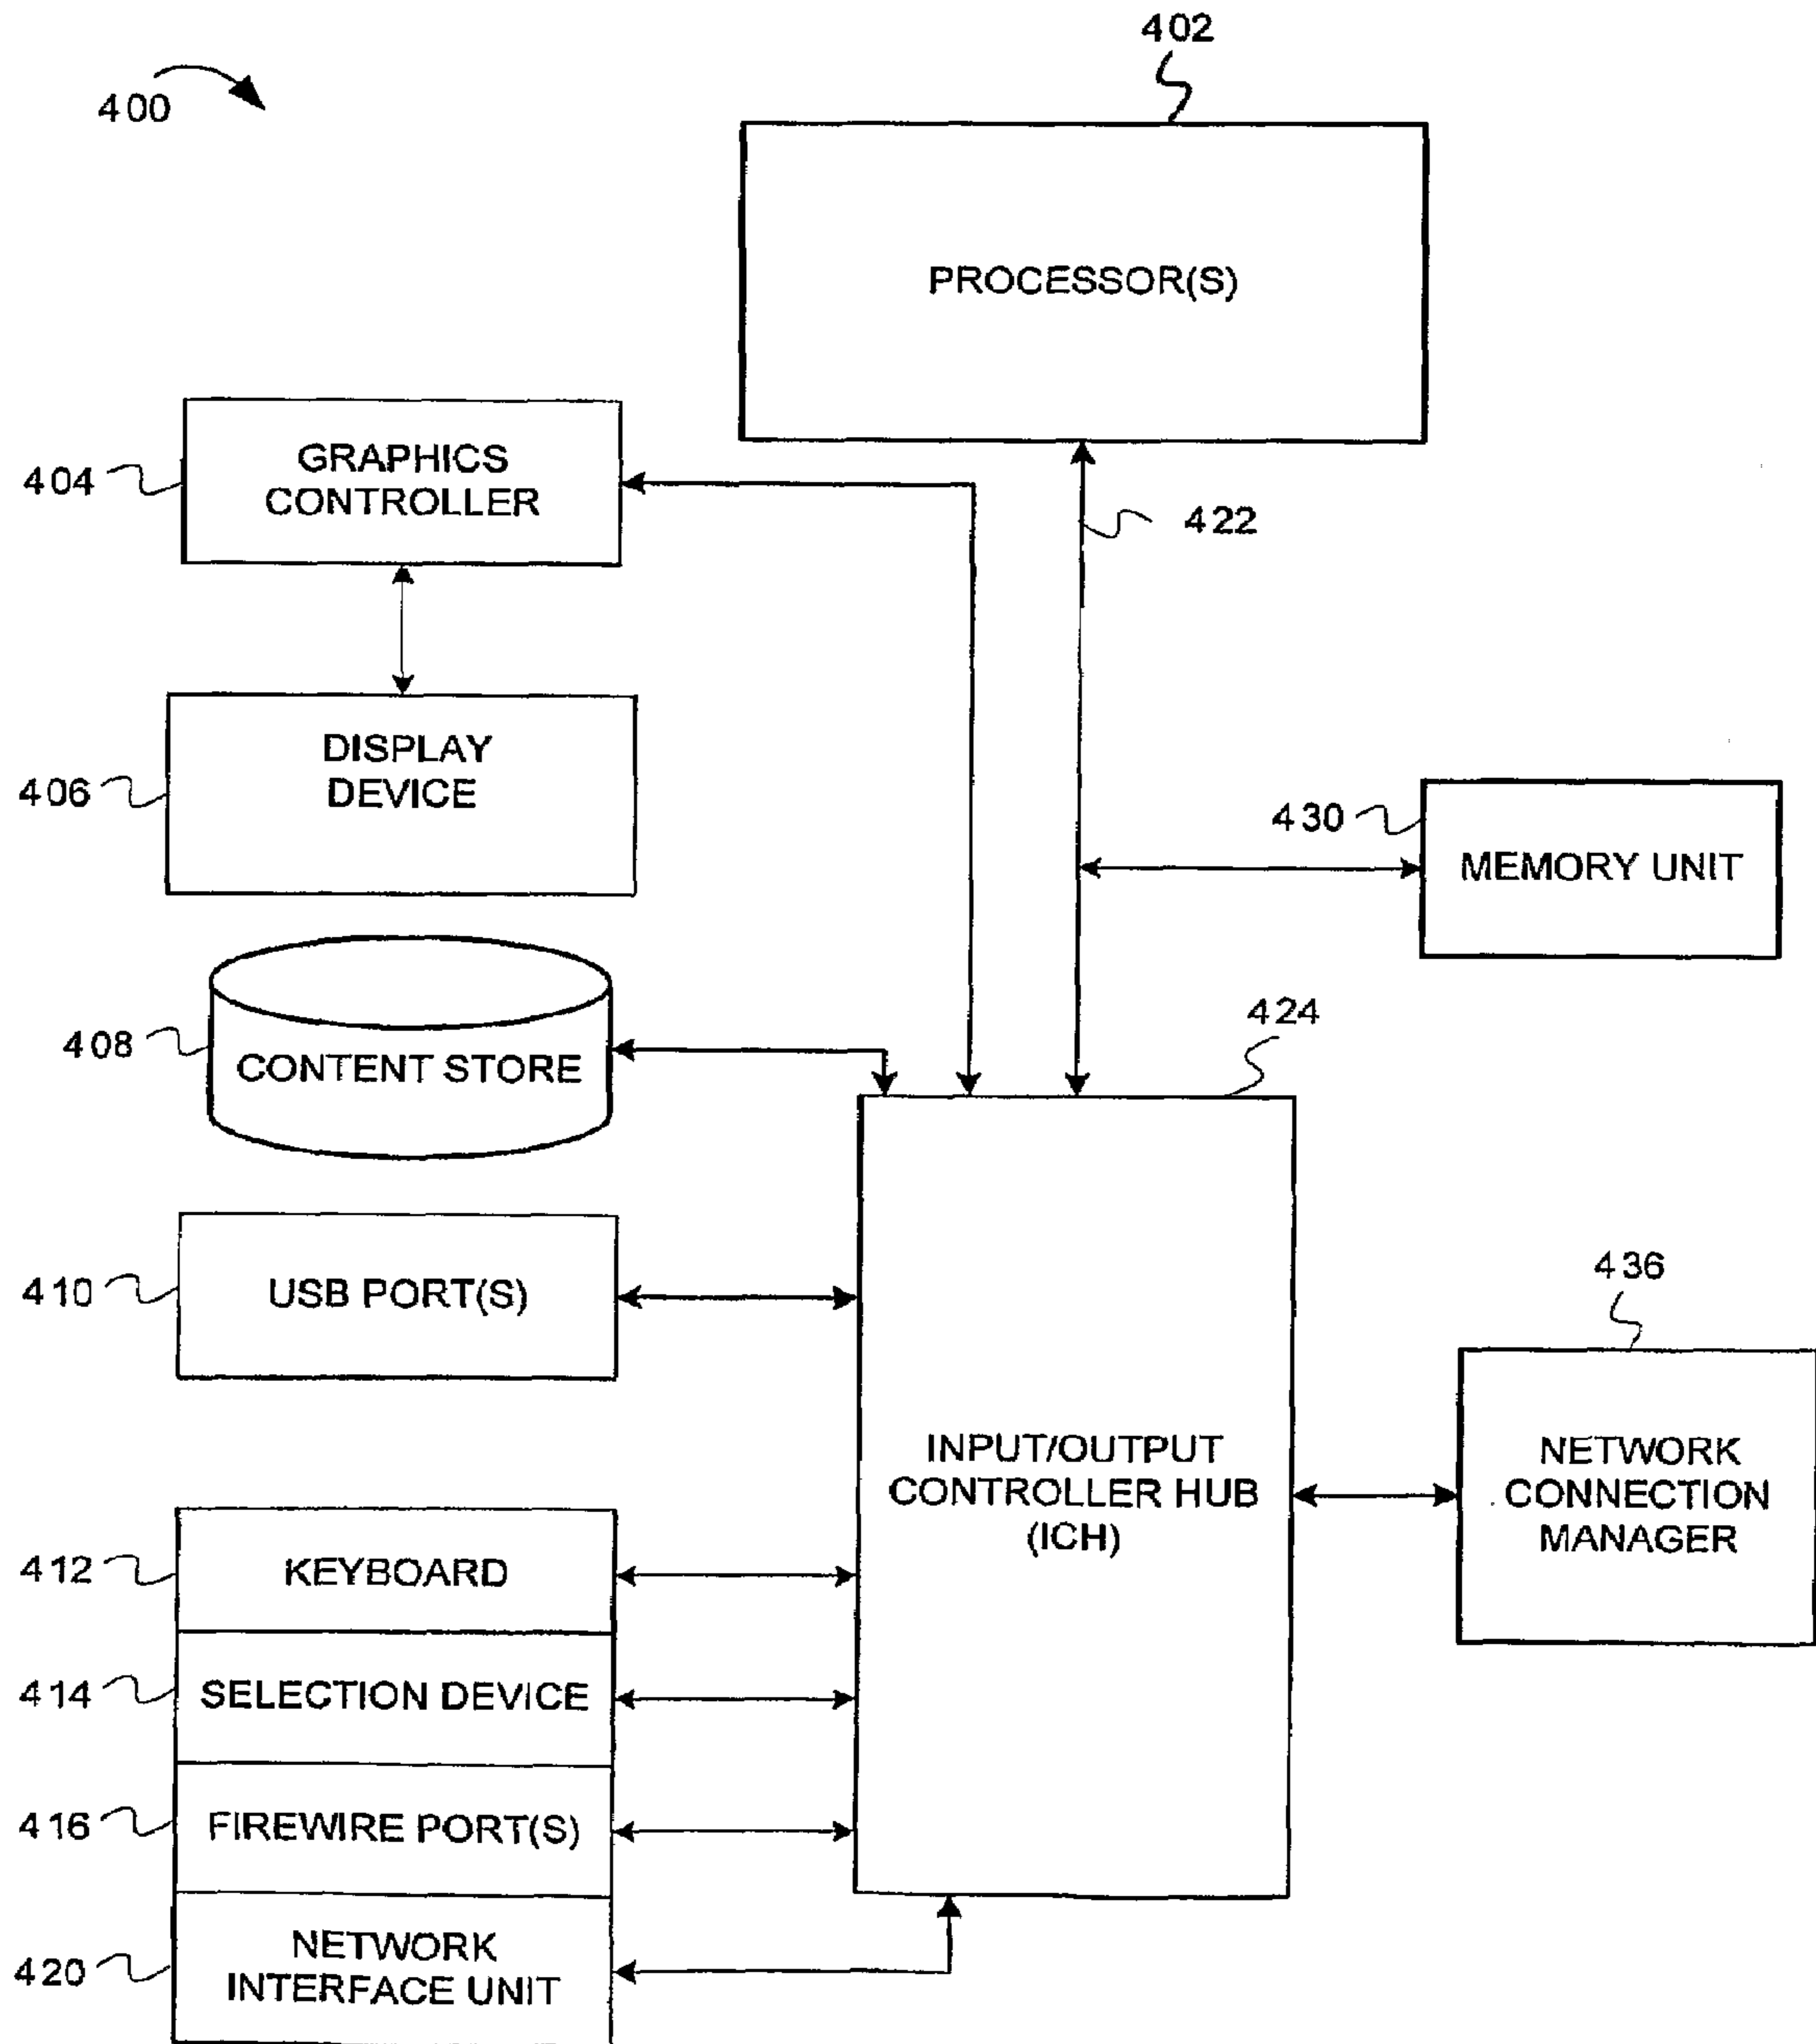 402
400
PROCESSOR(S)
404
GRAPHICS
CONTROLLER
422
406
DISPLAY
DEVICE
430
MEMORY UNIT
408
CONTENT STORE
424
410
USB PORT(S)
436
INPUT/OUTPUT
CONTROLLER HUB
(ICH)
NETWORK
CONNECTION
MANAGER
412
KEYBOARD
414
SELECTION DEVICE
416
FIREWIRE PORT(S)
420
NETWORK
INTERFACE UNIT